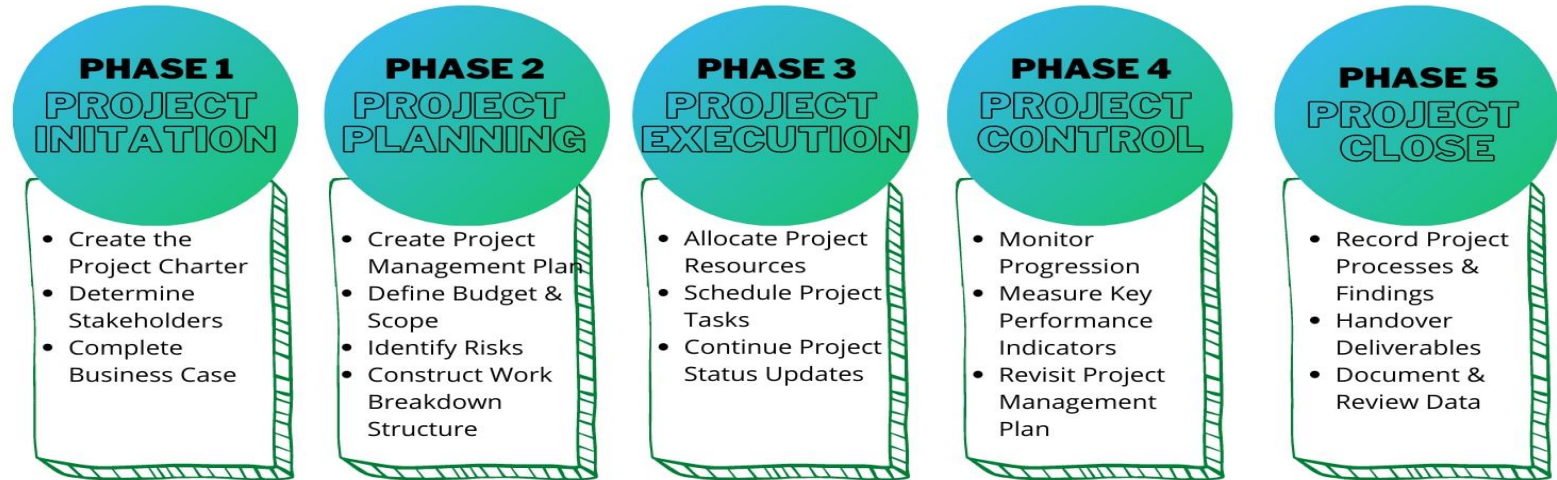 PHASE 1
PROJECT
INITATION
• Create the
Project Charter
• Determine
Stakeholders
• Complete
Business Case
PHASE 2
PROJECT
PLANNING
• Create Project
Management Plan
• Define Budget &
Scope
• Identify Risks
• Construct Work
Breakdown
Structure
PHASE 3
PROJECT
EXECUTION
• Allocate Project
Resources
• Schedule Project
Tasks
• Continue Project
Status Updates
PHASE 4
PROJECT
CONTROL
• Monitor
Progression
• Measure Key
Performance
Indicators
• Revisit Project
Management
Plan
PHASE 5
PROJECT
CLOSE
• Record Project
Processes &
Findings
• Handover
Deliverables
• Document &
Review Data